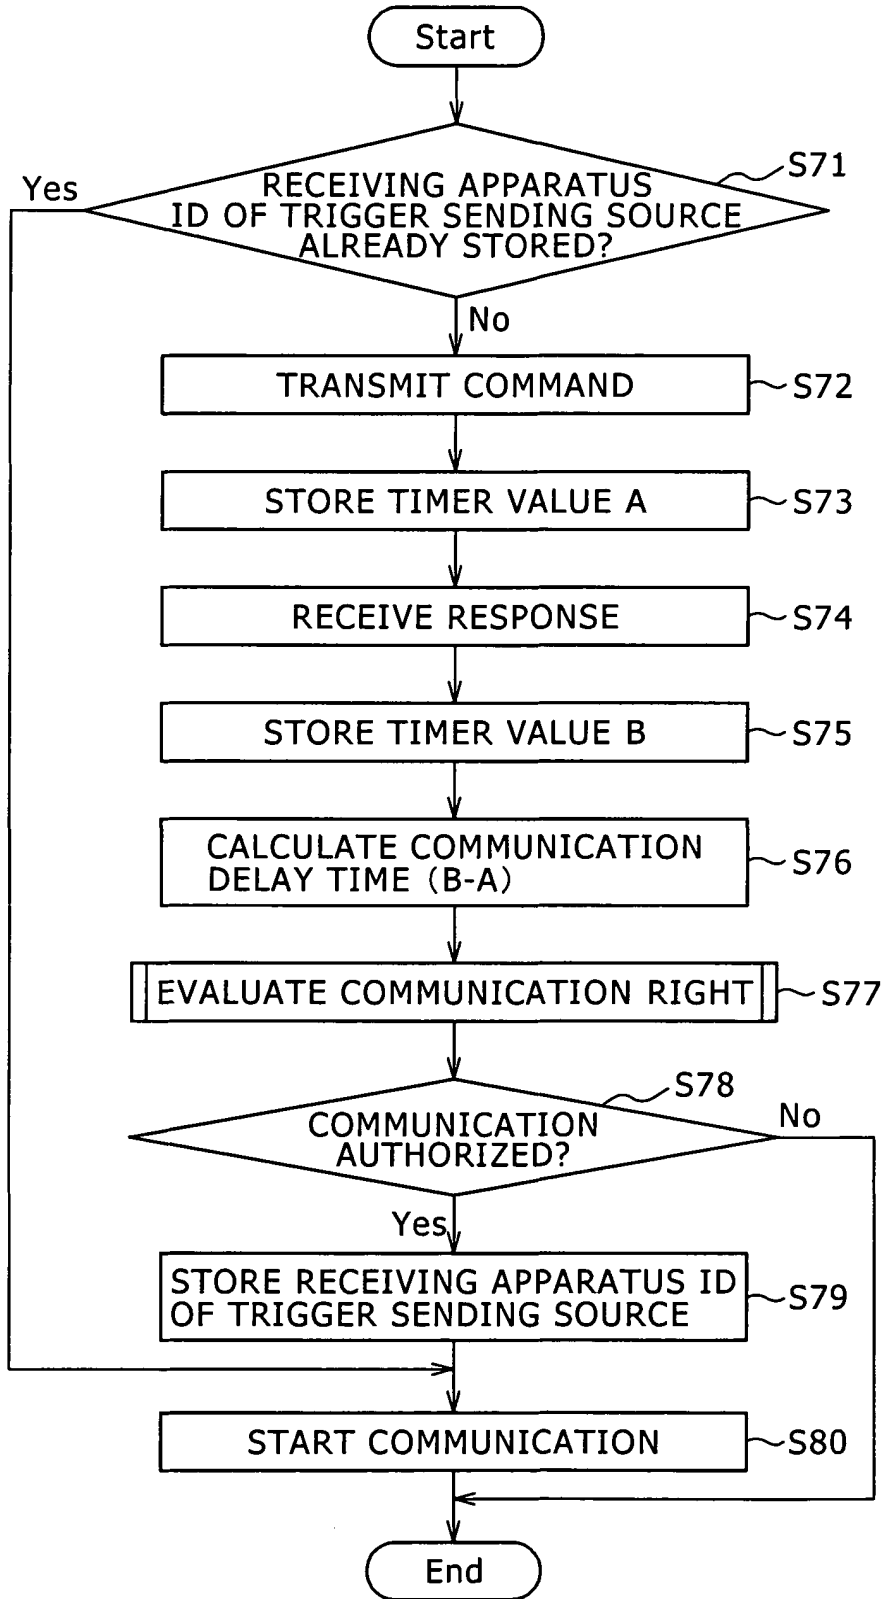 Start
S71
Yes
RECEIVING APPARATUS
ID OF TRIGGER SENDING SOURCE
ALREADY STORED?
No
TRANSMIT COMMAND
S72
STORE TIMER VALUE A
S73
RECEIVE RESPONSE
S74
STORE TIMER VALUE B
S75
CALCULATE COMMUNICATION
DELAY TIME (B-A)
S76
EVALUATE COMMUNICATION RIGHT
S77
S78
COMMUNICATION
AUTHORIZED?
No
Yes
STORE RECEIVING APPARATUS ID
OF TRIGGER SENDING SOURCE
S79
START COMMUNICATION
S80
End